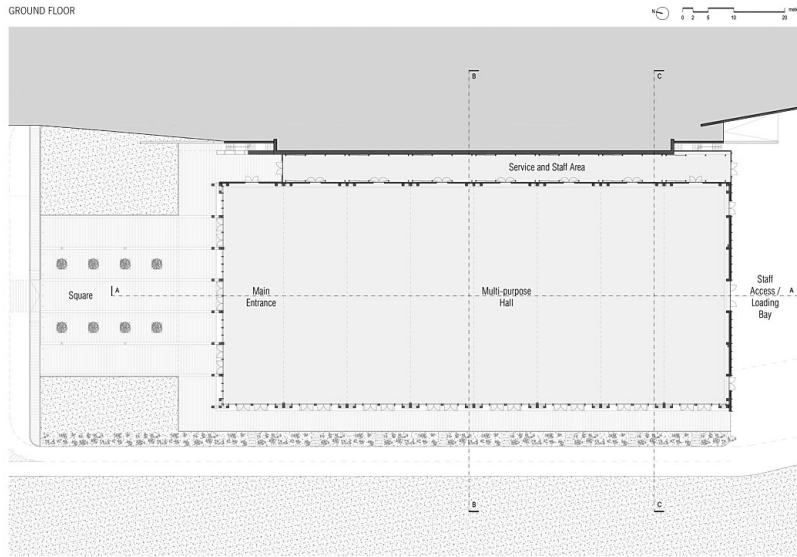 GROUND FLOOR
N
0 2 5 10 20
B
C
Service and Staff Area
Square
A
Main
Entrance
Multi-purpose
Hall
Staff
Access /
Loading
Bay
A
B
C